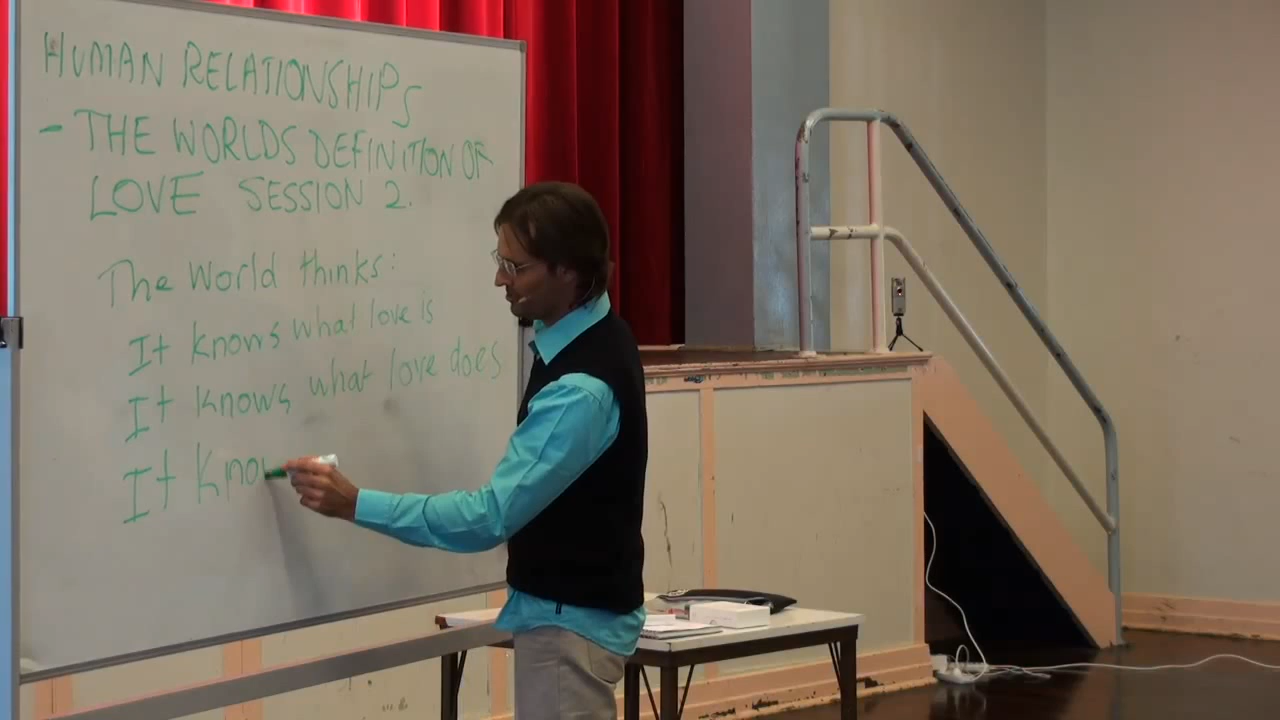 HUMAN RELATIONSHIPS
- THE WORLDS DEFINITION OF
LOVE SESSION 2.
The World thinks:
It knows what love is
It knows what love does
It know